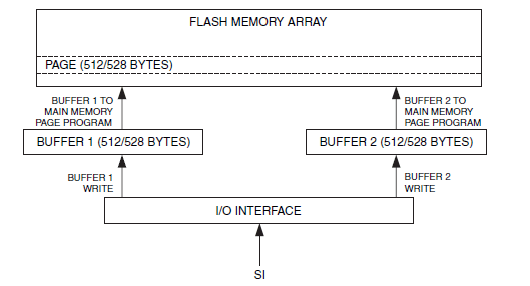 FLASH MEMORY ARRAY
PAGE (512/528 BYTES)
BUFFER 1 TO
MAIN MEMORY
PAGE PROGRAM
BUFFER 2 TO
MAIN MEMORY
PAGE PROGRAM
BUFFER 1 (512/528 BYTES)
BUFFER 2 (512/528 BYTES)
BUFFER 1
WRITE
BUFFER 2
WRITE
I/O INTERFACE
SI